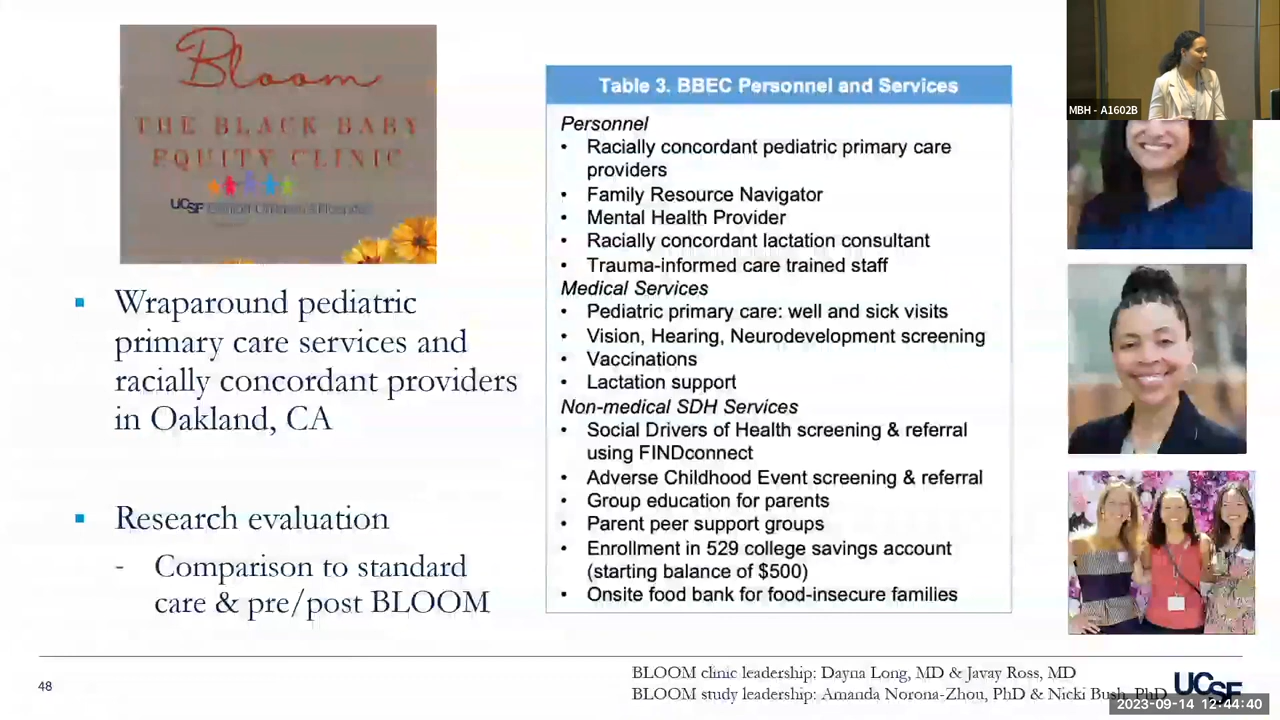 Bloom
THE BLACK BABY
EQUITY CLINIC
UCSF Benioff Children's Hospitals
▪ Wraparound pediatric
primary care services and
racially concordant providers
in Oakland, CA
▪ Research evaluation
- Comparison to standard
care & pre/post BLOOM
Table 3. BBEC Personnel and Services
Personnel
• Racially concordant pediatric primary care
providers
• Family Resource Navigator
• Mental Health Provider
• Racially concordant lactation consultant
• Trauma-informed care trained staff
Medical Services
• Pediatric primary care: well and sick visits
• Vision, Hearing, Neurodevelopment screening
• Vaccinations
• Lactation support
Non-medical SDH Services
• Social Drivers of Health screening & referral
using FINDconnect
• Adverse Childhood Event screening & referral
• Group education for parents
• Parent peer support groups
• Enrollment in 529 college savings account
(starting balance of $500)
• Onsite food bank for food-insecure families
MBH - A1602B
48
BLOOM clinic leadership: Dayna Long, MD & Javay Ross, MD
BLOOM study leadership: Amanda Norona-Zhou, PhD & Nicki Bush, PhD
UCSF
2023-09-14 12:44:40